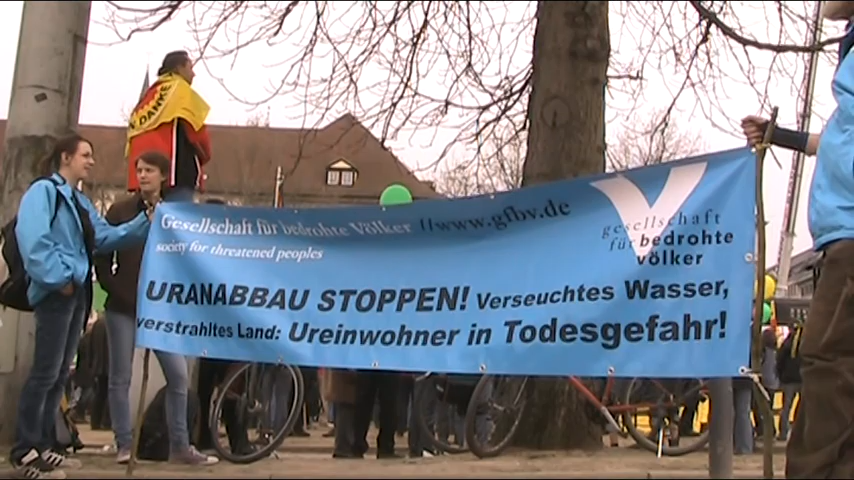 DANKE
Gesellschaft für bedrohte Völker //www.gfbv.de
society for threatened peoples
gesellschaft
für bedrohte
völker
URANABBAU STOPPEN! Verseuchtes Wasser,
verstrahltes Land: Ureinwohner in Todesgefahr!